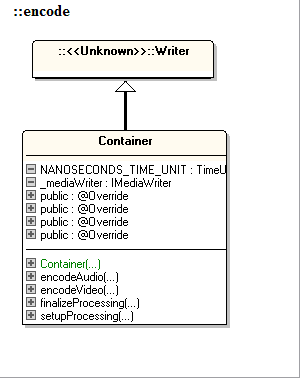 ::encode
::<<Unknown>>::Writer
Container
NANOSECONDS_TIME_UNIT : TimeU
_mediaWriter : IMediaWriter
public : @Override
public : @Override
public : @Override
public : @Override
Container(...)
encodeAudio(...)
encodeVideo(...)
finalizeProcessing(...)
setupProcessing(...)